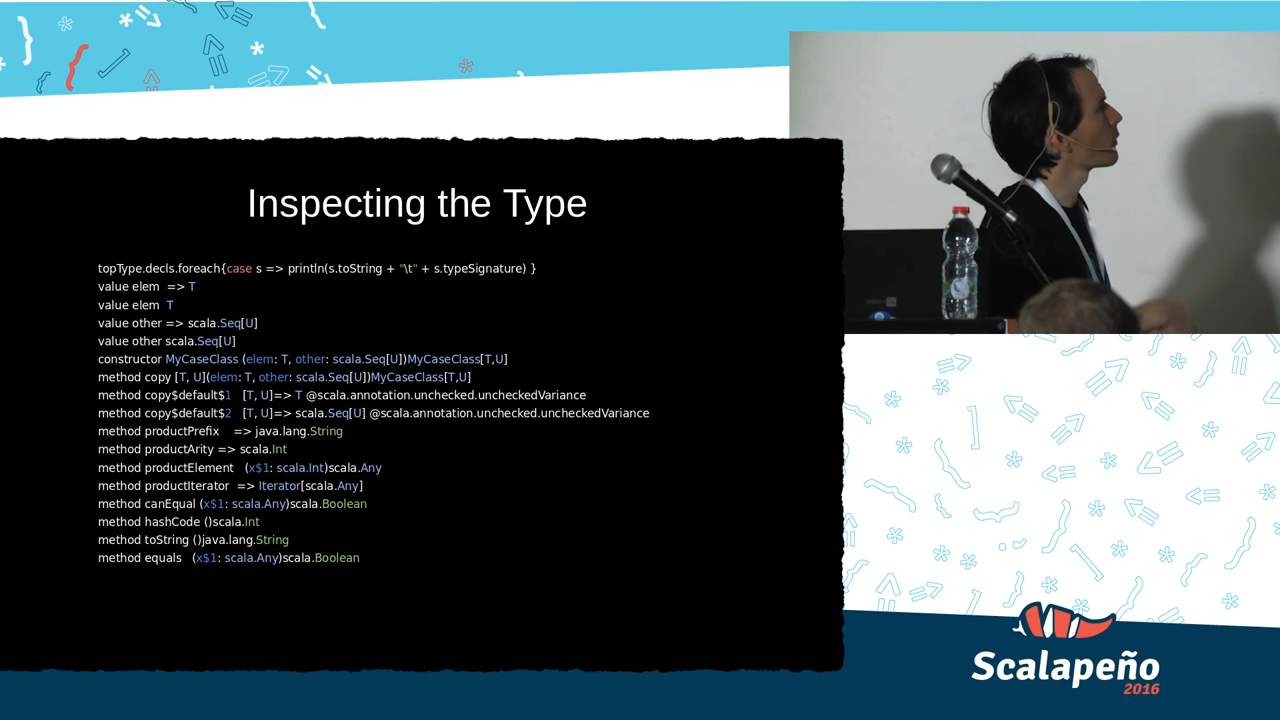 Inspecting the Type
topType.decls.foreach{case s => println(s.toString + "\t" + s.typeSignature) }
value elem => T
value elem T
value other => scala.Seq[U]
value other scala.Seq[U]
constructor MyCaseClass (elem: T, other: scala.Seq[U])MyCaseClass[T,U]
method copy [T, U](elem: T, other: scala.Seq[U])MyCaseClass[T,U]
method copy$default$1 [T, U]=> T @scala.annotation.unchecked.uncheckedVariance
method copy$default$2 [T, U]=> scala.Seq[U] @scala.annotation.unchecked.uncheckedVariance
method productPrefix => java.lang.String
method productArity => scala.Int
method productElement (x$1: scala.Int)scala.Any
method productIterator => Iterator[scala.Any]
method canEqual (x$1: scala.Any)scala.Boolean
method hashCode ()scala.Int
method toString ()java.lang.String
method equals (x$1: scala.Any)scala.Boolean
Scalapeño
2016